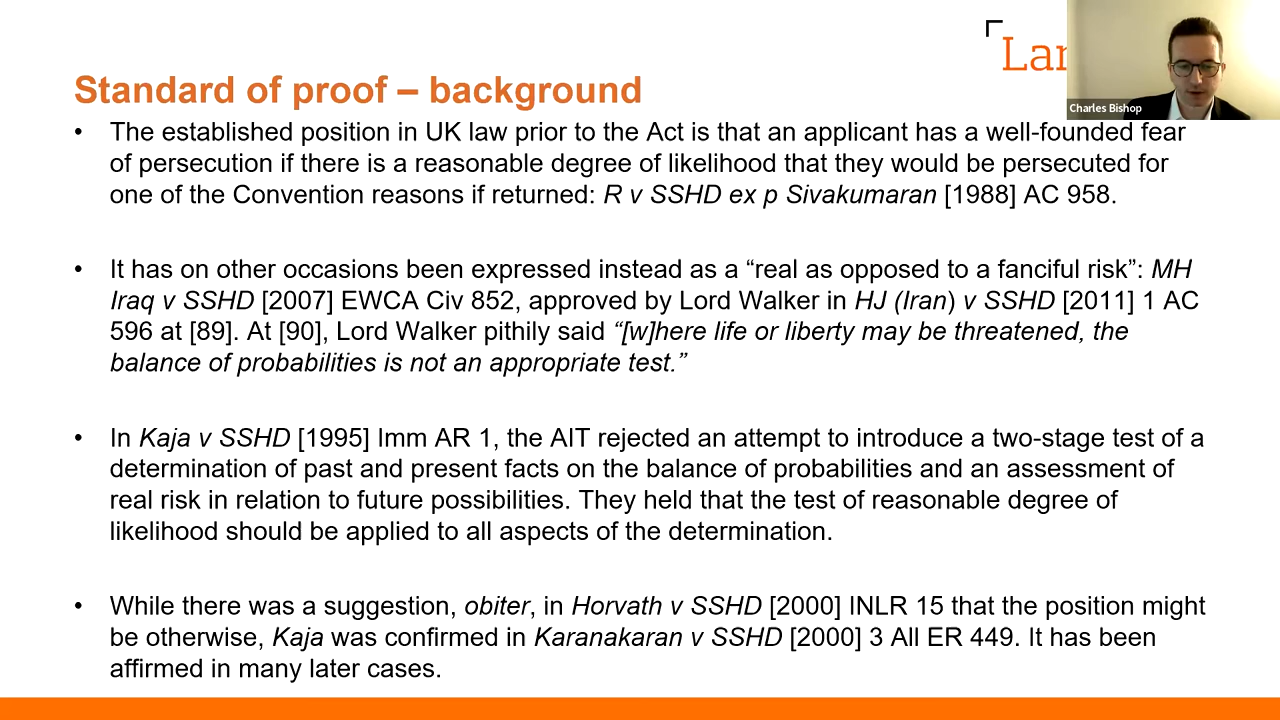 Lan
Charles Bishop
Standard of proof – background
• The established position in UK law prior to the Act is that an applicant has a well-founded fear
of persecution if there is a reasonable degree of likelihood that they would be persecuted for
one of the Convention reasons if returned: R v SSHD ex p Sivakumaran [1988] AC 958.
• It has on other occasions been expressed instead as a “real as opposed to a fanciful risk”: MH
Iraq v SSHD [2007] EWCA Civ 852, approved by Lord Walker in HJ (Iran) v SSHD [2011] 1 AC
596 at [89]. At [90], Lord Walker pithily said “[w]here life or liberty may be threatened, the
balance of probabilities is not an appropriate test.”
• In Kaja v SSHD [1995] Imm AR 1, the AIT rejected an attempt to introduce a two-stage test of a
determination of past and present facts on the balance of probabilities and an assessment of
real risk in relation to future possibilities. They held that the test of reasonable degree of
likelihood should be applied to all aspects of the determination.
• While there was a suggestion, obiter, in Horvath v SSHD [2000] INLR 15 that the position might
be otherwise, Kaja was confirmed in Karanakaran v SSHD [2000] 3 All ER 449. It has been
affirmed in many later cases.